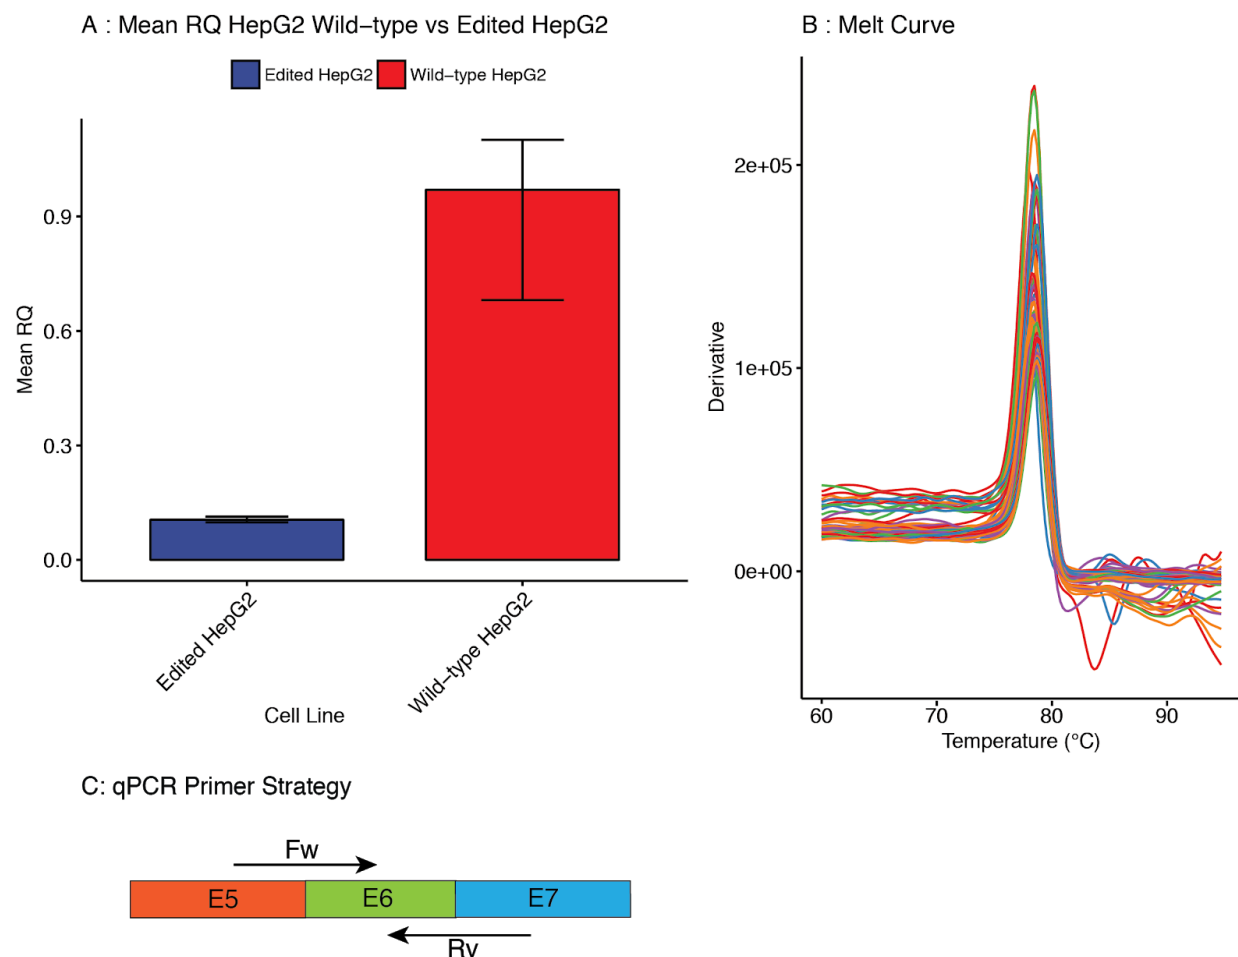 A : Mean RQ HepG2 Wild−type vs Edited HepG2
Edited HepG2 Wild−type HepG2
Mean RQ
0.9
0.6
0.3
0.0
Edited HepG2
Wild−type HepG2
Cell Line
B : Melt Curve
Derivative
2e+05
1e+05
0e+00
60 70 80 90
Temperature (°C)
C: qPCR Primer Strategy
Fw
E5 E6 E7
Rv